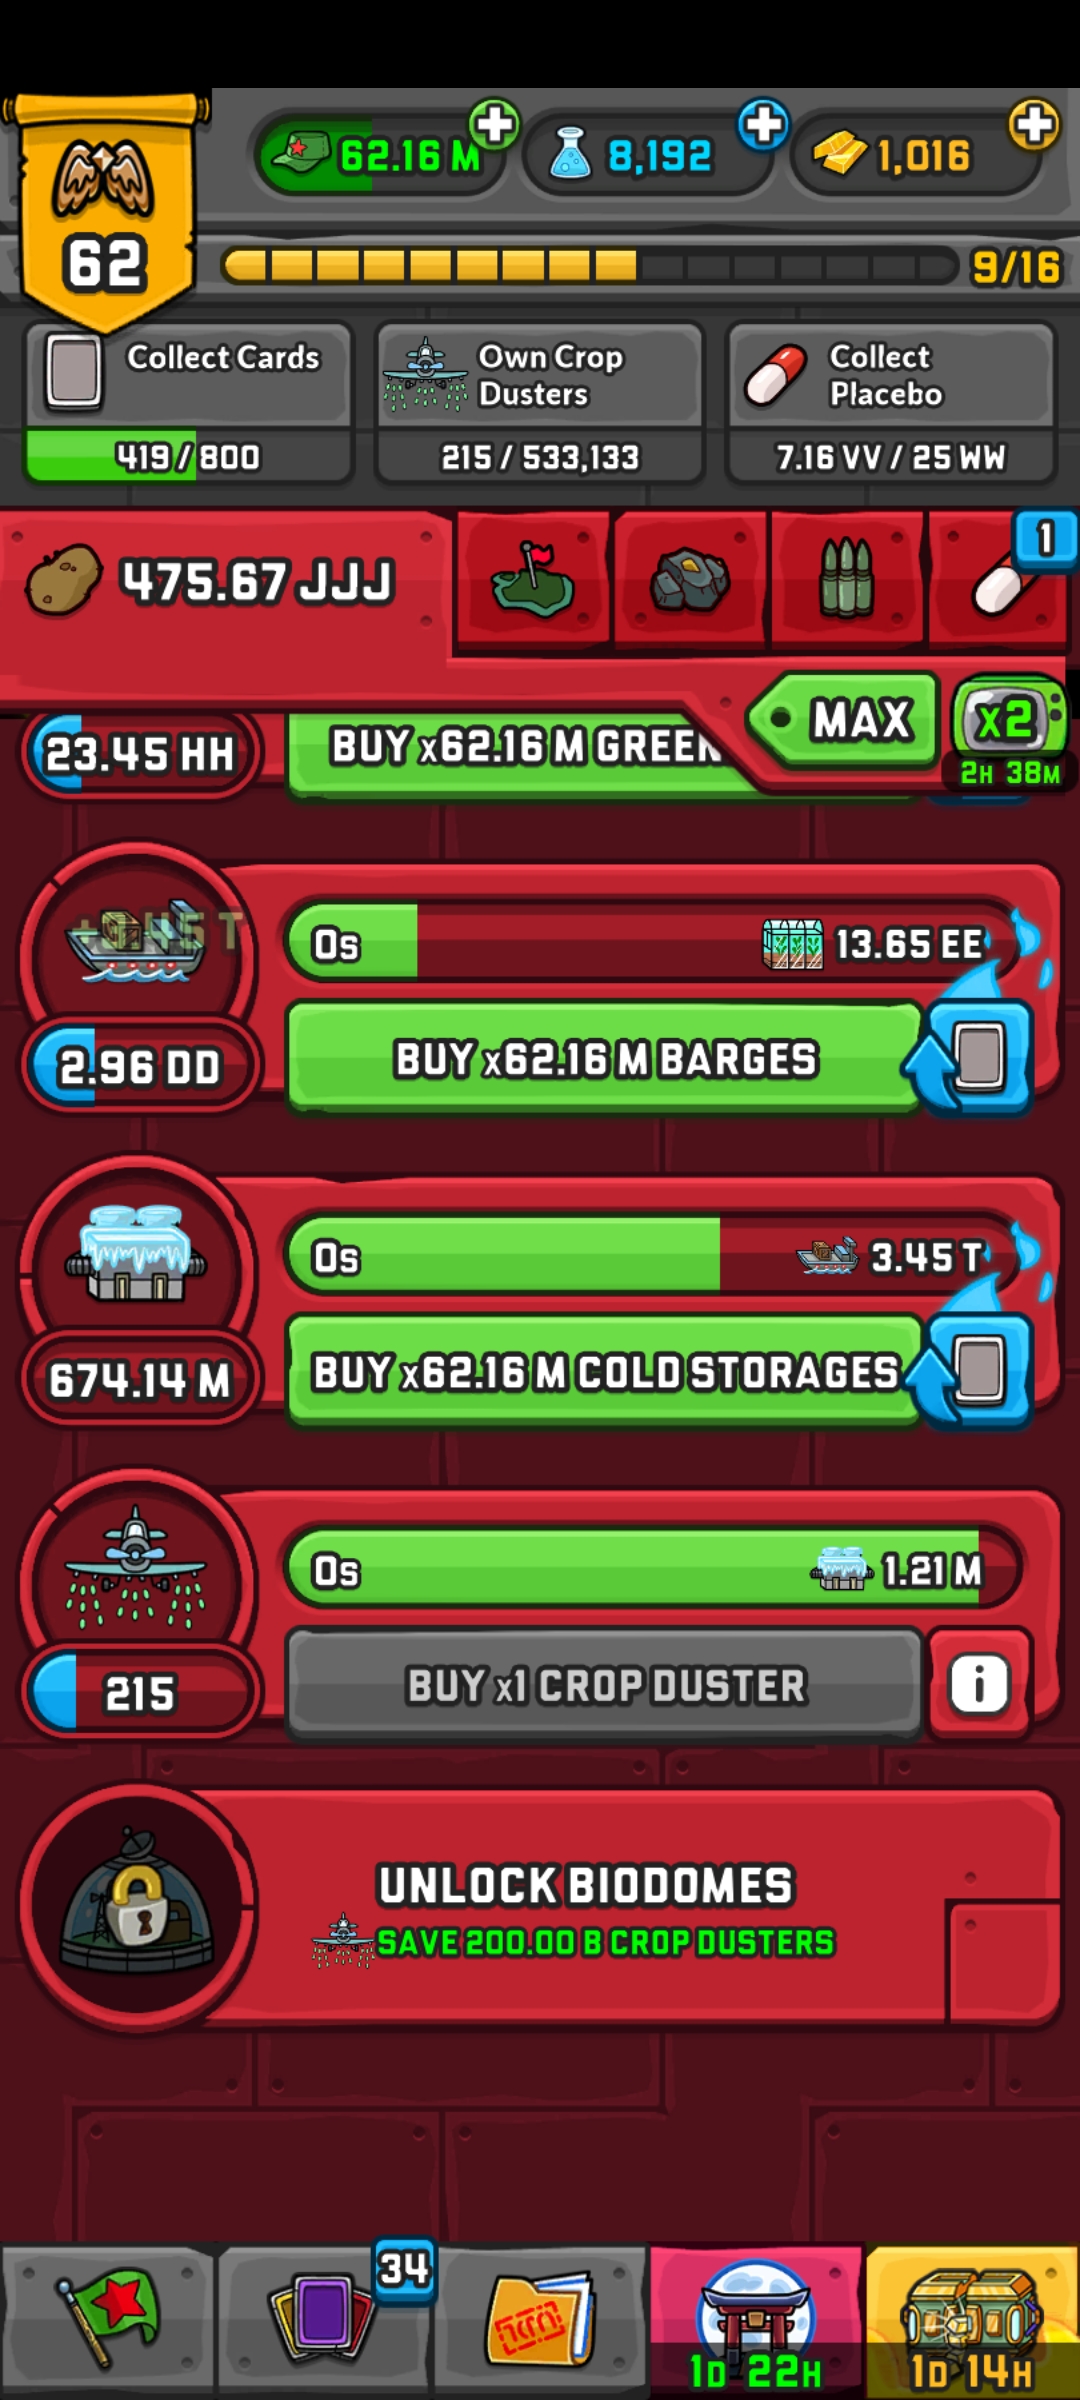 62.16 M
8,192
1,016
62
9/16
Collect Cards
419 / 800
Own Crop
Dusters
215 / 533,133
Collect
Placebo
7.16 VV / 25 WW
475.67 JJJ
1
MAX
x2
2H 38M
23.45 HH
BUY x62.16 M GREEN
+3.45 T
0s
13.65 EE
2.96 DD
BUY x62.16 M BARGES
0s
3.45 T
674.14 M
BUY x62.16 M COLD STORAGES
0s
1.21 M
215
BUY x1 CROP DUSTER
i
UNLOCK BIODOMES
SAVE 200.00 B CROP DUSTERS
34
1D 22H
1D 14H